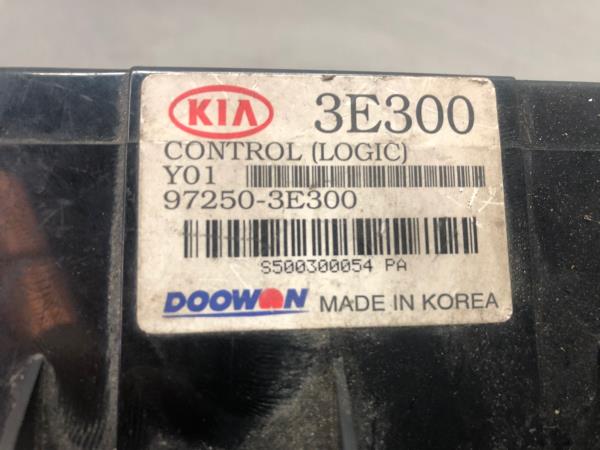 KIA 3E300
CONTROL (LOGIC)
Y01
97250-3E300
S500300054 PA
DOOWON MADE IN KOREA